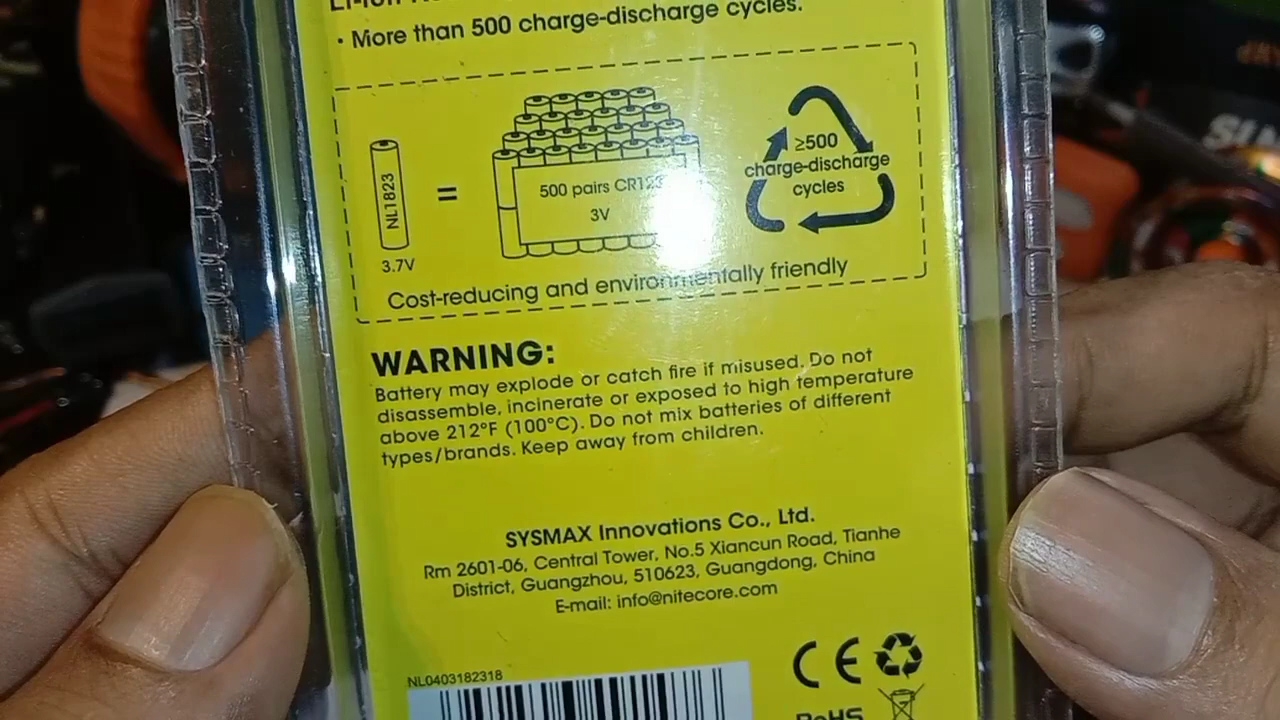 • More than 500 charge-discharge cycles.
NL1823
=
500 pairs CR123
3V
≥500
charge-discharge
cycles
3.7V
Cost-reducing and environmentally friendly
WARNING:
Battery may explode or catch fire if misused. Do not
disassemble, incinerate or exposed to high temperature
above 212°F (100°C). Do not mix batteries of different
types/brands. Keep away from children.
SYSMAX Innovations Co., Ltd.
Rm 2601-06, Central Tower, No.5 Xiancun Road, Tianhe
District, Guangzhou, 510623, Guangdong, China
E-mail: info@nitecore.com
NL0403182318
CE
RoHS